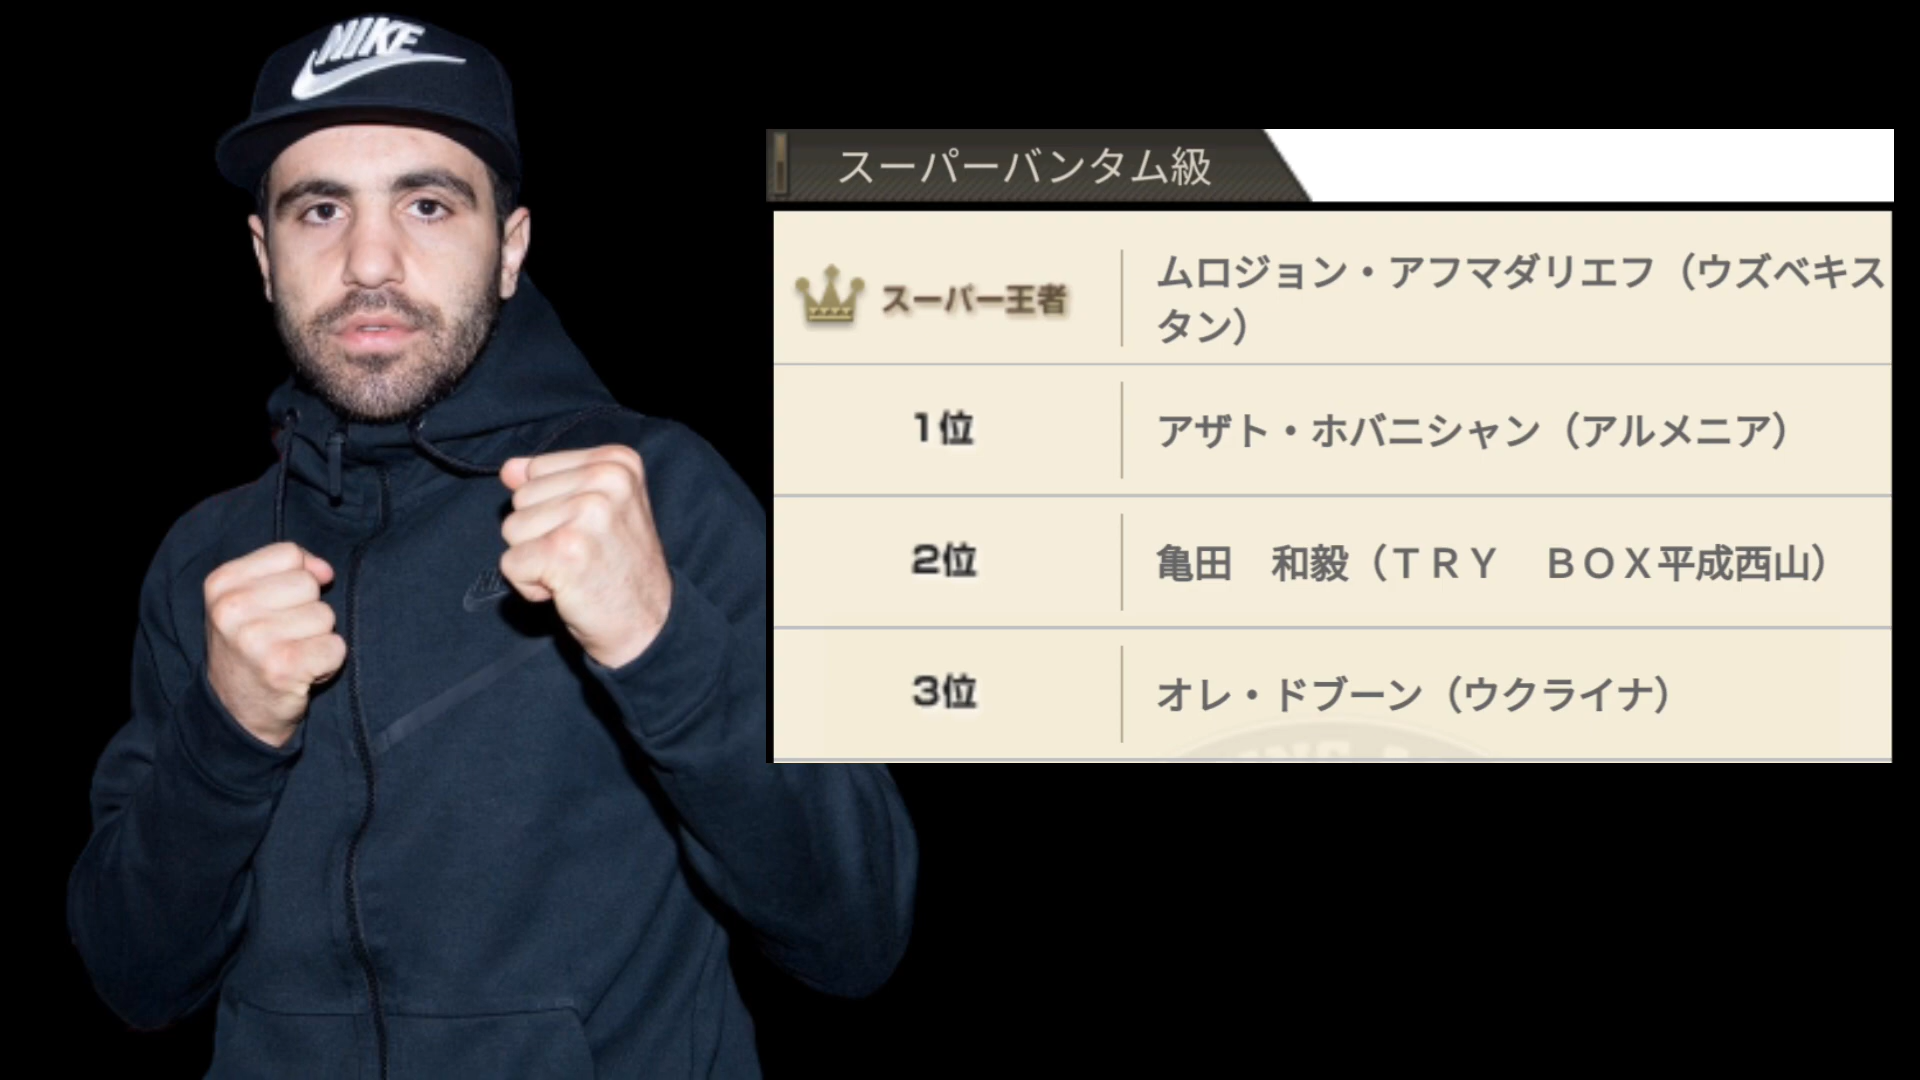 NIKE
スーパーバンタム級
スーパー王者
ムロジョン・アフマダリエフ（ウズベキス
タン）
1位
アザト・ホバニシャン（アルメニア）
2位
亀田　和毅（ＴＲＹ　ＢＯＸ平成西山）
3位
オレ・ドブーン（ウクライナ）